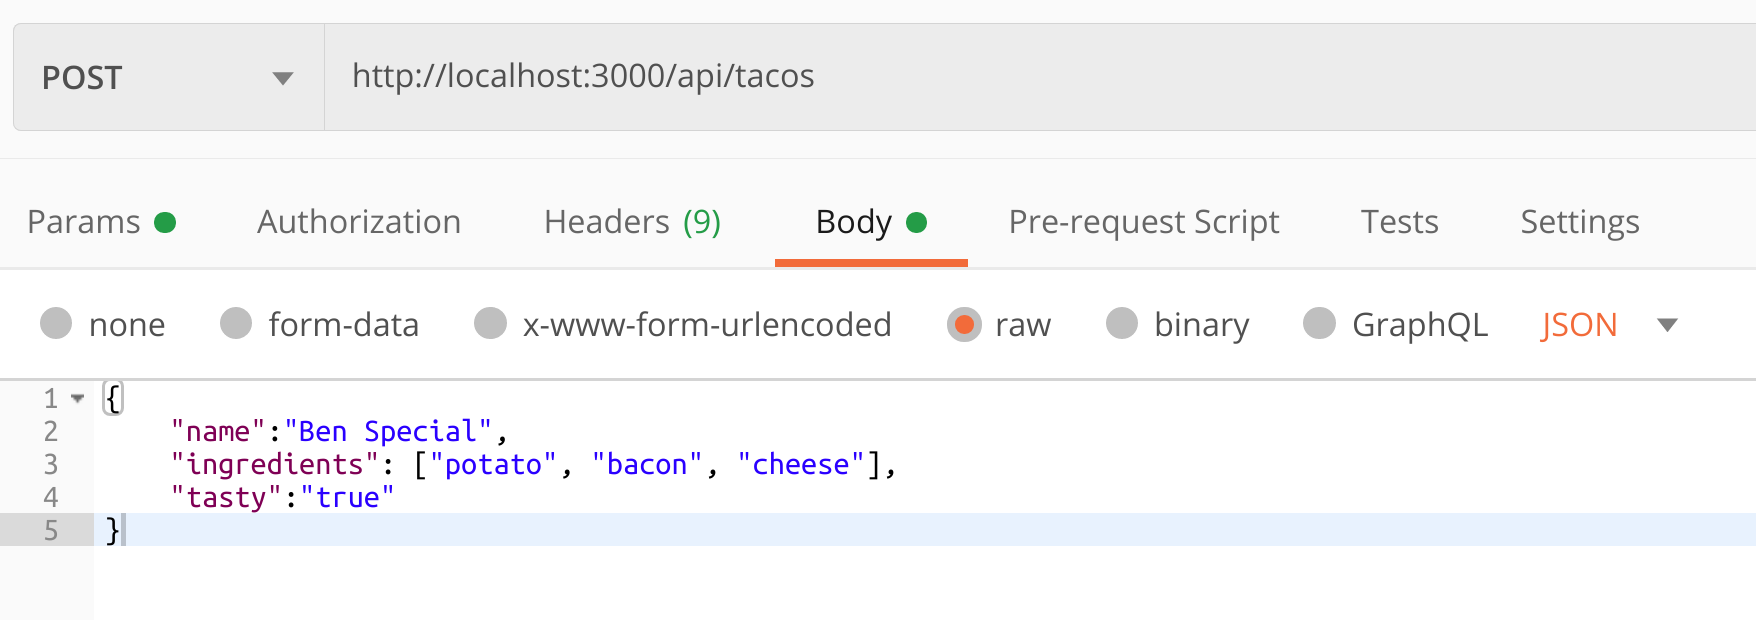 POST http://localhost:3000/api/tacos
Params Authorization Headers (9) Body Pre-request Script Tests Settings
none form-data x-www-form-urlencoded raw binary GraphQL JSON
1 {
2 "name":"Ben Special",
3 "ingredients": ["potato", "bacon", "cheese"],
4 "tasty":"true"
5 }